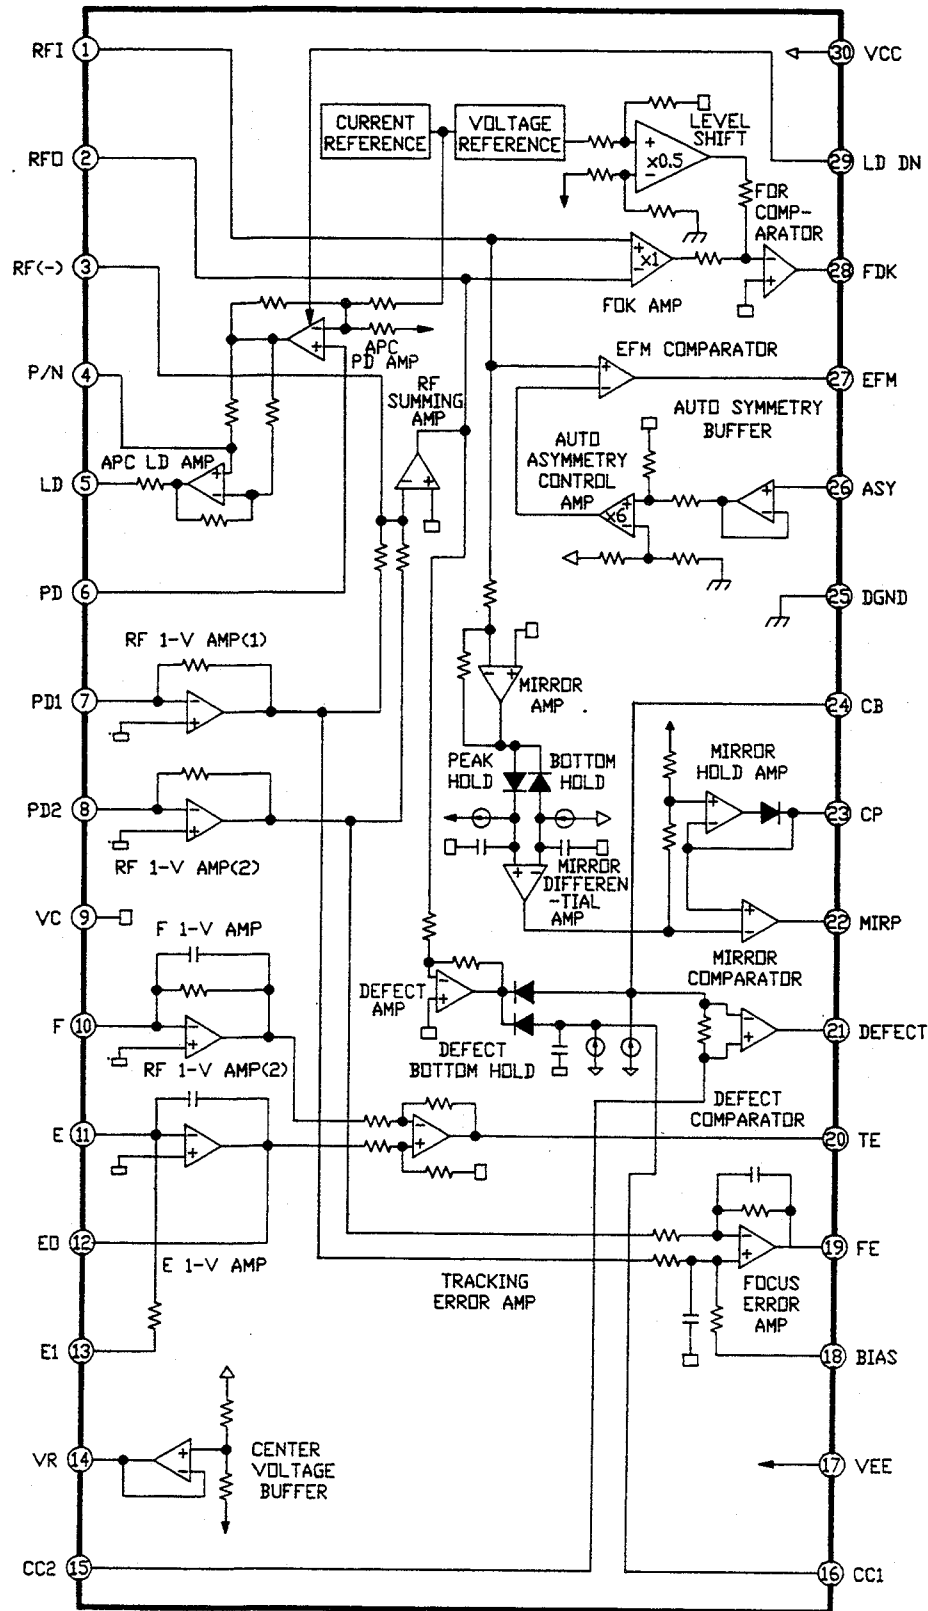 RFI 1
30 VCC
CURRENT
REFERENCE
VOLTAGE
REFERENCE
LEVEL
SHIFT
+
×0.5
−
RFO 2
29 LD DN
FOR
COMP-
ARATOR
RF(-) 3
+
×1
−
−
+
28 FDK
FOK AMP
−
+
APC
PD AMP
P/N 4
EFM COMPARATOR
+
−
27 EFM
RF
SUMMING
AMP
AUTO SYMMETRY
BUFFER
APC LD AMP
LD 5
+
−
− +
AUTO
ASYMMETRY
CONTROL
AMP
+
×6
−
+
−
26 ASY
PD 6
25 DGND
RF 1-V AMP(1)
PD1 7
−
+
− +
MIRROR
AMP
24 CB
PEAK
HOLD
BOTTOM
HOLD
MIRROR
HOLD AMP
PD2 8
−
+
+
−
23 CP
RF 1-V AMP(2)
+ −
MIRROR
DIFFEREN
-TIAL
AMP
VC 9
+
−
22 MIRP
F 1-V AMP
MIRROR
COMPARATOR
F 10
−
+
DEFECT
AMP
−
+
−
+
21 DEFECT
RF 1-V AMP(2)
DEFECT
BOTTOM HOLD
DEFECT
COMPARATOR
E 11
−
+
−
+
20 TE
EO 12
E 1-V AMP
−
+
19 FE
TRACKING
ERROR AMP
FOCUS
ERROR
AMP
E1 13
18 BIAS
VR 14
+
−
CENTER
VOLTAGE
BUFFER
17 VEE
CC2 15
16 CC1